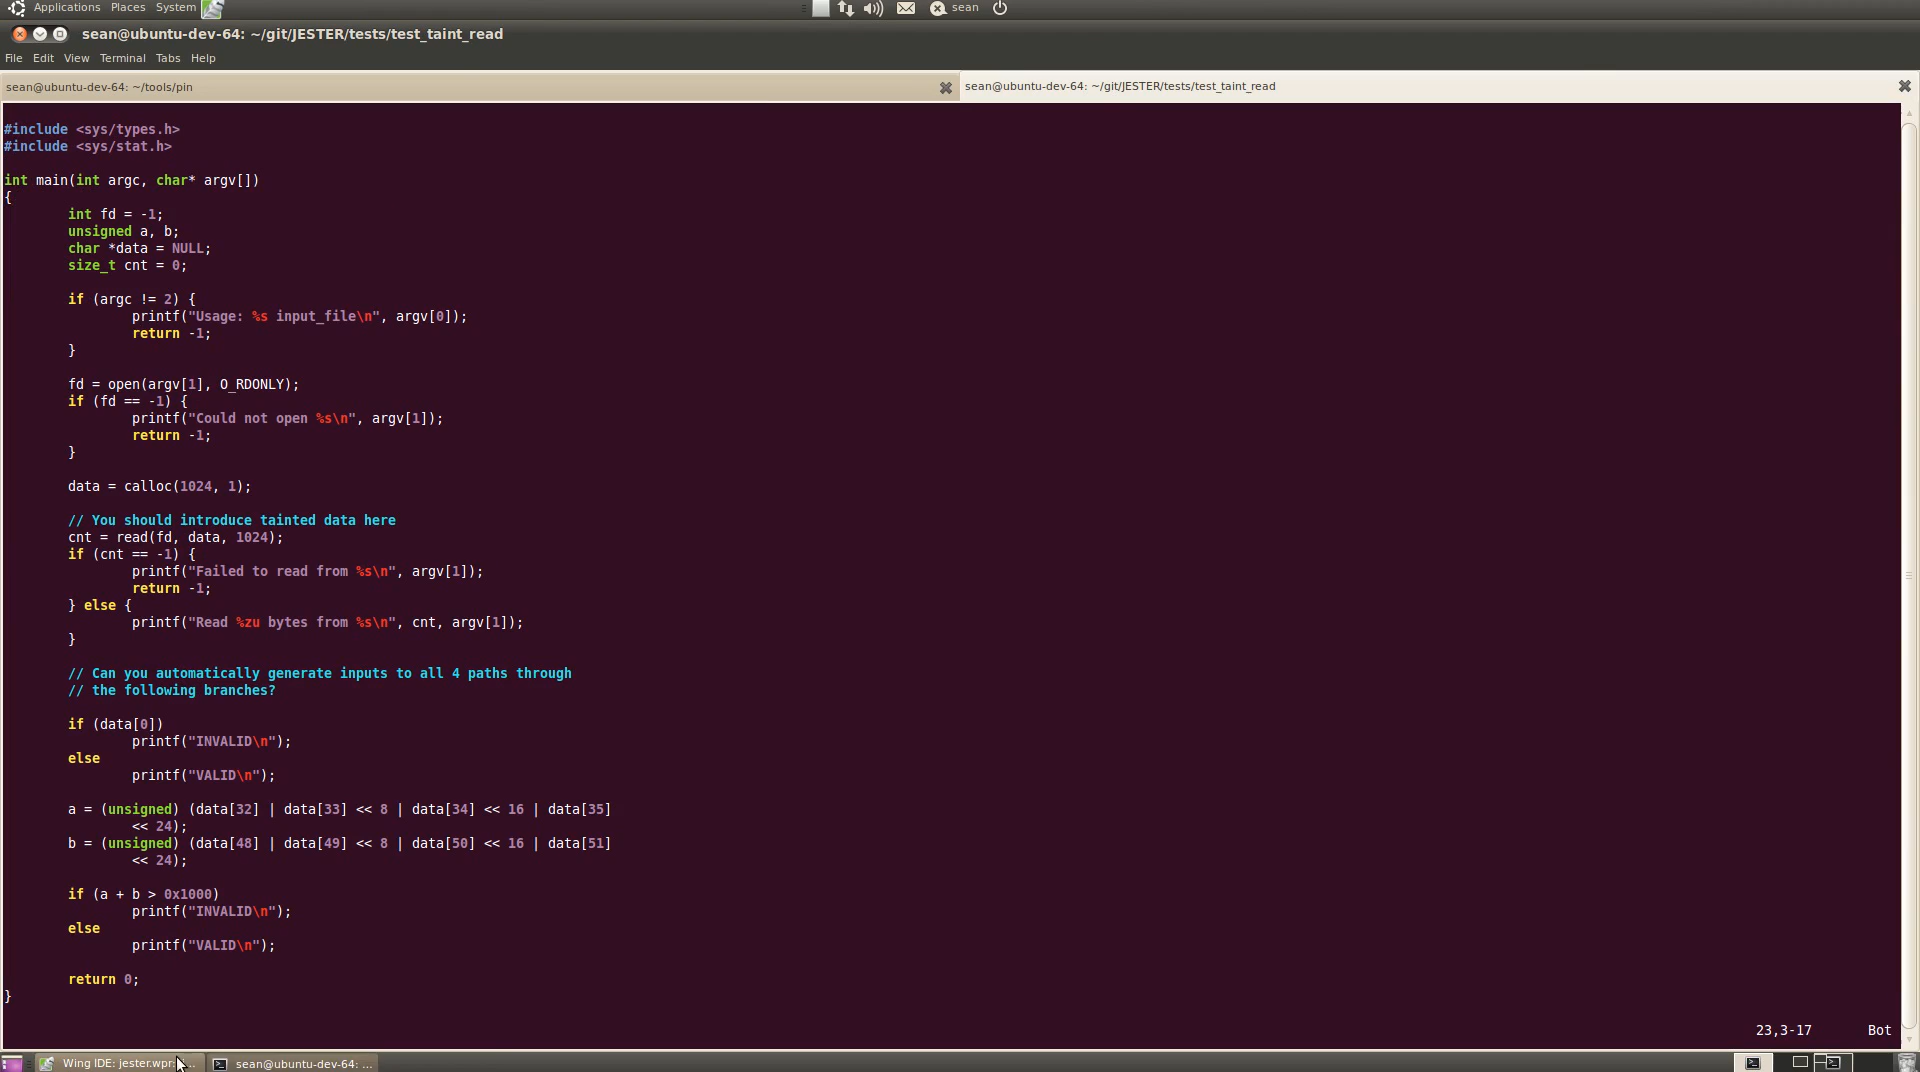 Applications Places System sean
sean@ubuntu-dev-64: ~/git/JESTER/tests/test_taint_read
File Edit View Terminal Tabs Help
sean@ubuntu-dev-64: ~/tools/pin sean@ubuntu-dev-64: ~/git/JESTER/tests/test_taint_read
#include <sys/types.h>
#include <sys/stat.h>
int main(int argc, char* argv[])
{
int fd = -1;
unsigned a, b;
char *data = NULL;
size_t cnt = 0;
if (argc != 2) {
printf("Usage: %s input_file\n", argv[0]);
return -1;
}
fd = open(argv[1], O_RDONLY);
if (fd == -1) {
printf("Could not open %s\n", argv[1]);
return -1;
}
data = calloc(1024, 1);
// You should introduce tainted data here
cnt = read(fd, data, 1024);
if (cnt == -1) {
printf("Failed to read from %s\n", argv[1]);
return -1;
} else {
printf("Read %zu bytes from %s\n", cnt, argv[1]);
}
// Can you automatically generate inputs to all 4 paths through
// the following branches?
if (data[0])
printf("INVALID\n");
else
printf("VALID\n");
a = (unsigned) (data[32] | data[33] << 8 | data[34] << 16 | data[35]
<< 24);
b = (unsigned) (data[48] | data[49] << 8 | data[50] << 16 | data[51]
<< 24);
if (a + b > 0x1000)
printf("INVALID\n");
else
printf("VALID\n");
return 0;
}
23,3-17 Bot
Wing IDE: jester.wpr: ... sean@ubuntu-dev-64: ...